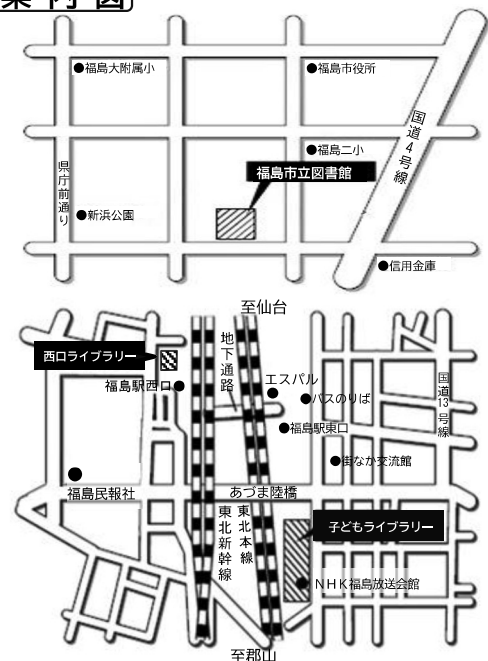 案内図
福島大附属小
福島市役所
国道4号線
福島二小
福島市立図書館
県庁前通り
新浜公園
信用金庫
至仙台
地下通路
西口ライブラリー
福島駅西口
エスパル
バスのりば
国道13号線
福島駅東口
街なか交流館
福島民報社
あづま陸橋
東北新幹線
東北本線
子どもライブラリー
NHK福島放送会館
至郡山